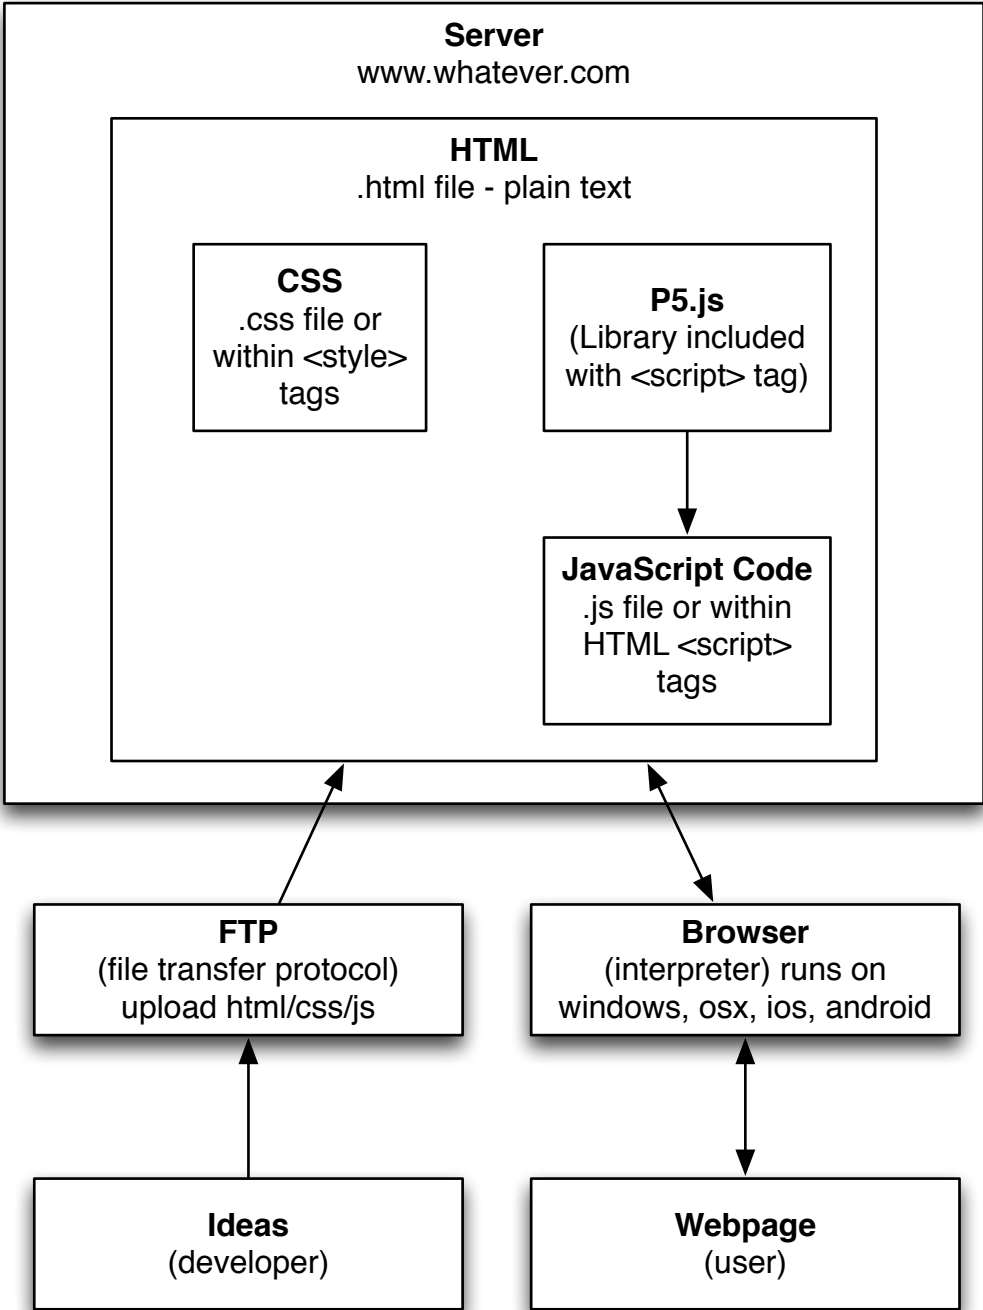 Server
www.whatever.com
HTML
.html file - plain text
CSS
.css file or
within <style>
tags
P5.js
(Library included
with <script> tag)
JavaScript Code
.js file or within
HTML <script>
tags
FTP
(file transfer protocol)
upload html/css/js
Browser
(interpreter) runs on
windows, osx, ios, android
Ideas
(developer)
Webpage
(user)